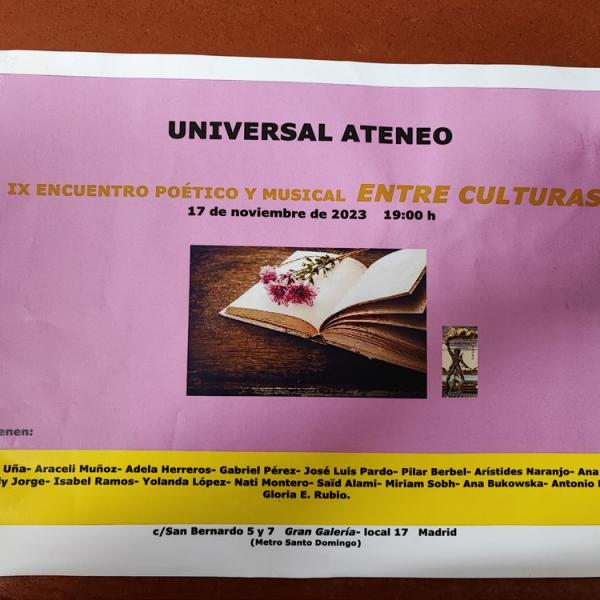 UNIVERSAL ATENEO
IX ENCUENTRO POÉTICO Y MUSICAL ENTRE CULTURAS
17 de noviembre de 2023 19:00 h
enen:
Uña- Araceli Muñoz- Adela Herreros- Gabriel Pérez- José Luis Pardo- Pilar Berbel- Arístides Naranjo- Ana
y Jorge- Isabel Ramos- Yolanda López- Nati Montero- Saïd Alami- Miriam Sobh- Ana Bukowska- Antonio
Gloria E. Rubio.
c/San Bernardo 5 y 7 Gran Galería- local 17 Madrid
(Metro Santo Domingo)